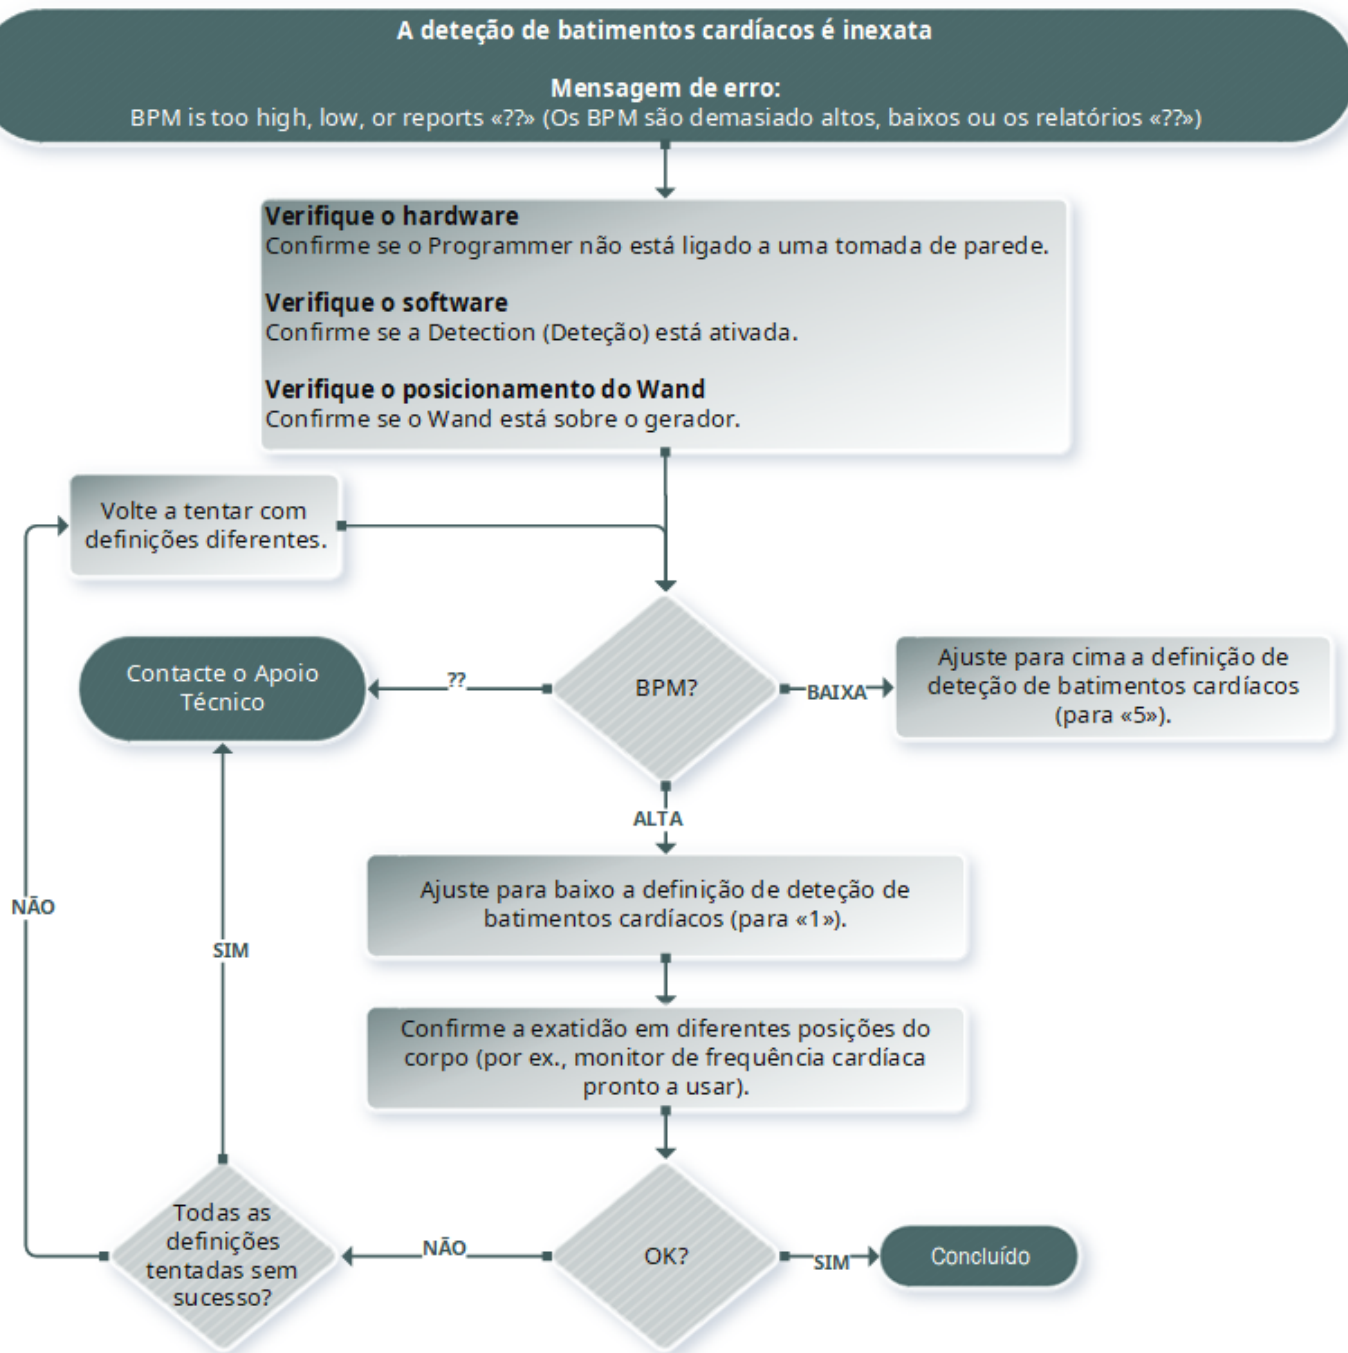 A deteção de batimentos cardíacos é inexata
Mensagem de erro:
BPM is too high, low, or reports «??» (Os BPM são demasiado altos, baixos ou os relatórios «??»)
Verifique o hardware
Confirme se o Programmer não está ligado a uma tomada de parede.
Verifique o software
Confirme se a Detection (Deteção) está ativada.
Verifique o posicionamento do Wand
Confirme se o Wand está sobre o gerador.
Volte a tentar com
definições diferentes.
Contacte o Apoio
Técnico
??
BPM?
BAIXA
Ajuste para cima a definição de
deteção de batimentos cardíacos
(para «5»).
ALTA
Ajuste para baixo a definição de deteção de
batimentos cardíacos (para «1»).
NÃO
SIM
Confirme a exatidão em diferentes posições do
corpo (por ex., monitor de frequência cardíaca
pronto a usar).
Todas as
definições
tentadas sem
sucesso?
NÃO
OK?
SIM
Concluído